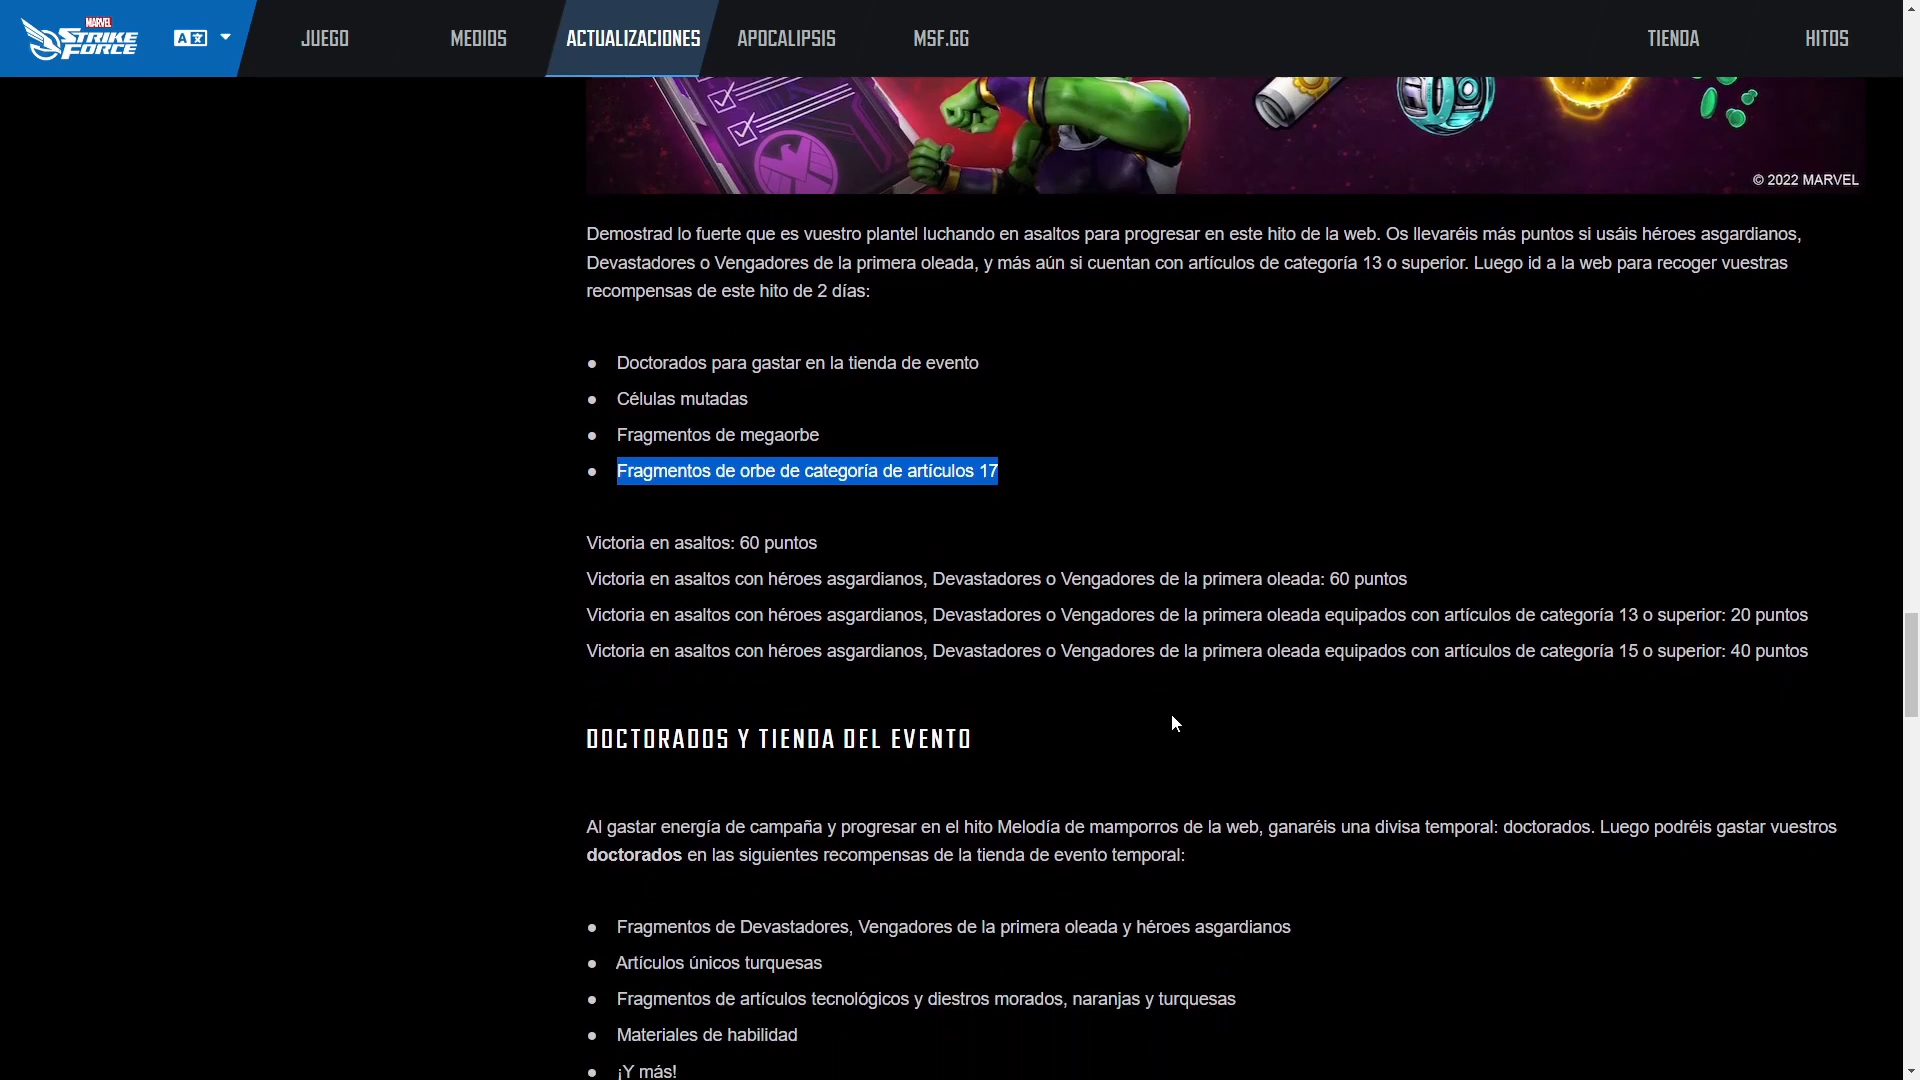 MARVEL
STRIKE
FORCE
JUEGO
MEDIOS
ACTUALIZACIONES
APOCALIPSIS
MSF.GG
TIENDA
HITOS
© 2022 MARVEL
Demostrad lo fuerte que es vuestro plantel luchando en asaltos para progresar en este hito de la web. Os llevaréis más puntos si usáis héroes asgardianos,
Devastadores o Vengadores de la primera oleada, y más aún si cuentan con artículos de categoría 13 o superior. Luego id a la web para recoger vuestras
recompensas de este hito de 2 días:
● Doctorados para gastar en la tienda de evento
● Células mutadas
● Fragmentos de megaorbe
● Fragmentos de orbe de categoría de artículos 17
Victoria en asaltos: 60 puntos
Victoria en asaltos con héroes asgardianos, Devastadores o Vengadores de la primera oleada: 60 puntos
Victoria en asaltos con héroes asgardianos, Devastadores o Vengadores de la primera oleada equipados con artículos de categoría 13 o superior: 20 puntos
Victoria en asaltos con héroes asgardianos, Devastadores o Vengadores de la primera oleada equipados con artículos de categoría 15 o superior: 40 puntos
DOCTORADOS Y TIENDA DEL EVENTO
Al gastar energía de campaña y progresar en el hito Melodía de mamporros de la web, ganaréis una divisa temporal: doctorados. Luego podréis gastar vuestros
doctorados en las siguientes recompensas de la tienda de evento temporal:
● Fragmentos de Devastadores, Vengadores de la primera oleada y héroes asgardianos
● Artículos únicos turquesas
● Fragmentos de artículos tecnológicos y diestros morados, naranjas y turquesas
● Materiales de habilidad
● ¡Y más!